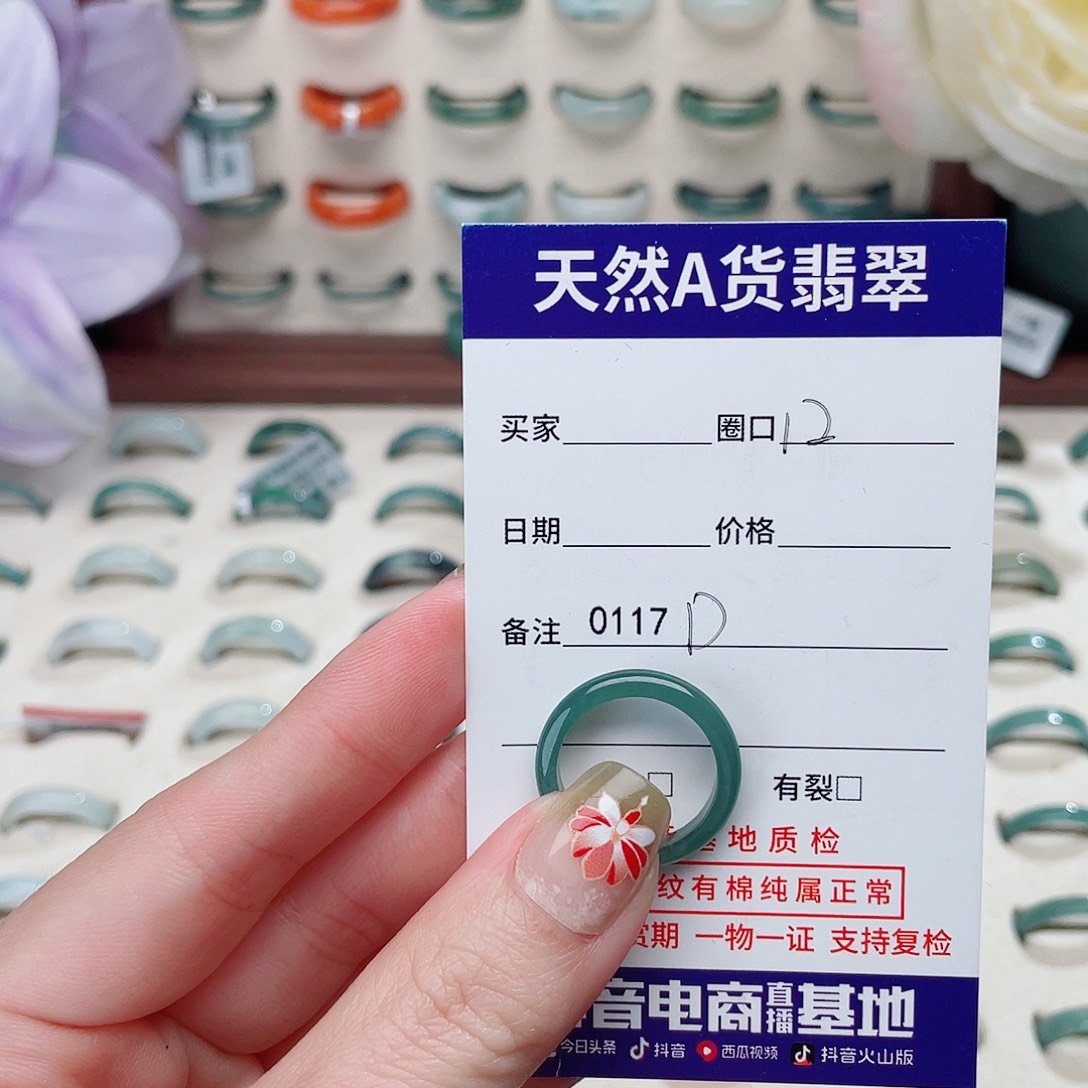 天然A货翡翠
买家 圈口 12
日期 价格
备注 0117 D
有裂
基地质检
纹有棉纯属正常
货期 一物一证 支持复检
音电商直播基地
今日头条 抖音 西瓜视频 抖音火山版